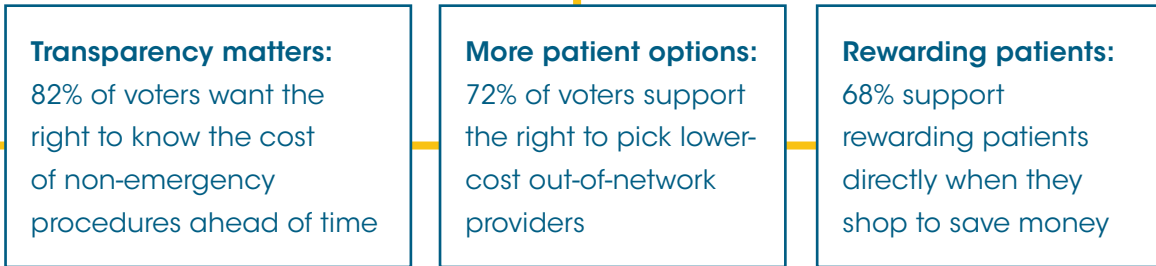 Transparency matters:
82% of voters want the
right to know the cost
of non-emergency
procedures ahead of time
More patient options:
72% of voters support
the right to pick lower-
cost out-of-network
providers
Rewarding patients:
68% support
rewarding patients
directly when they
shop to save money